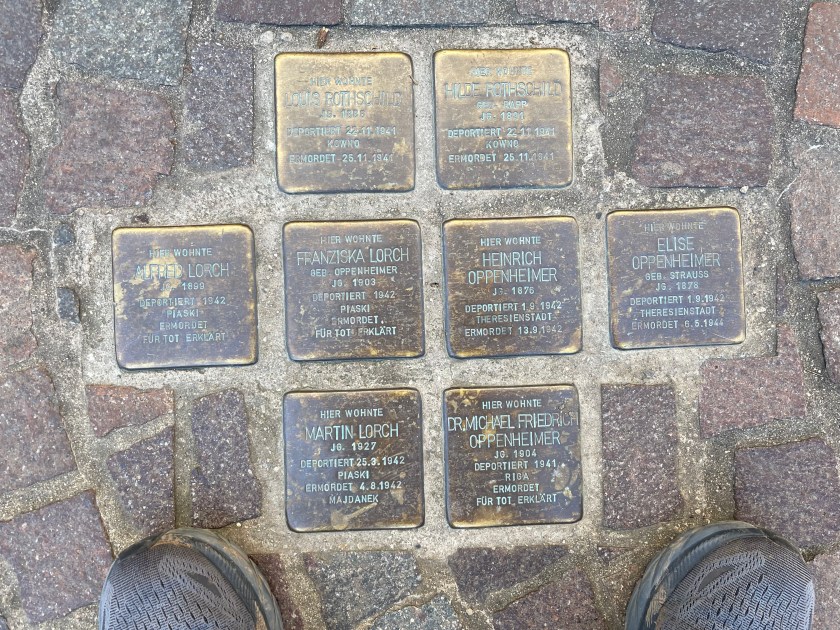 HIER WOHNTE
LOUIS ROTHSCHILD
JG.
DEPORTIERT 22.11.1941
KOWNO
ERMORDET 25.11.1941
HIER WOHNTE
HILDE ROTHSCHILD
GEB.
JG. 1891
DEPORTIERT 22.11.1941
KOWNO
ERMORDET 25.11.1941
HIER WOHNTE
ALFRED LORCH
JG. 1899
DEPORTIERT 1942
PIASKI
ERMORDET
FÜR TOT ERKLÄRT
HIER WOHNTE
FRANZISKA LORCH
GEB. OPPENHEIMER
JG. 1903
DEPORTIERT 1942
PIASKI
ERMORDET
FÜR TOT ERKLÄRT
HIER WOHNTE
HEINRICH
OPPENHEIMER
JG. 1876
DEPORTIERT 1.9.1942
THERESIENSTADT
ERMORDET 13.9.1942
HIER WOHNTE
ELISE
OPPENHEIMER
GEB. STRAUSS
JG. 1878
DEPORTIERT 1.9.1942
THERESIENSTADT
ERMORDET 6.5.1944
HIER WOHNTE
MARTIN LORCH
JG. 1927
DEPORTIERT 25.3.1942
PIASKI
ERMORDET 4.8.1942
MAJDANEK
HIER WOHNTE
DR. MICHAEL FRIEDRICH
OPPENHEIMER
JG. 1904
DEPORTIERT 1941
RIGA
ERMORDET
FÜR TOT ERKLÄRT